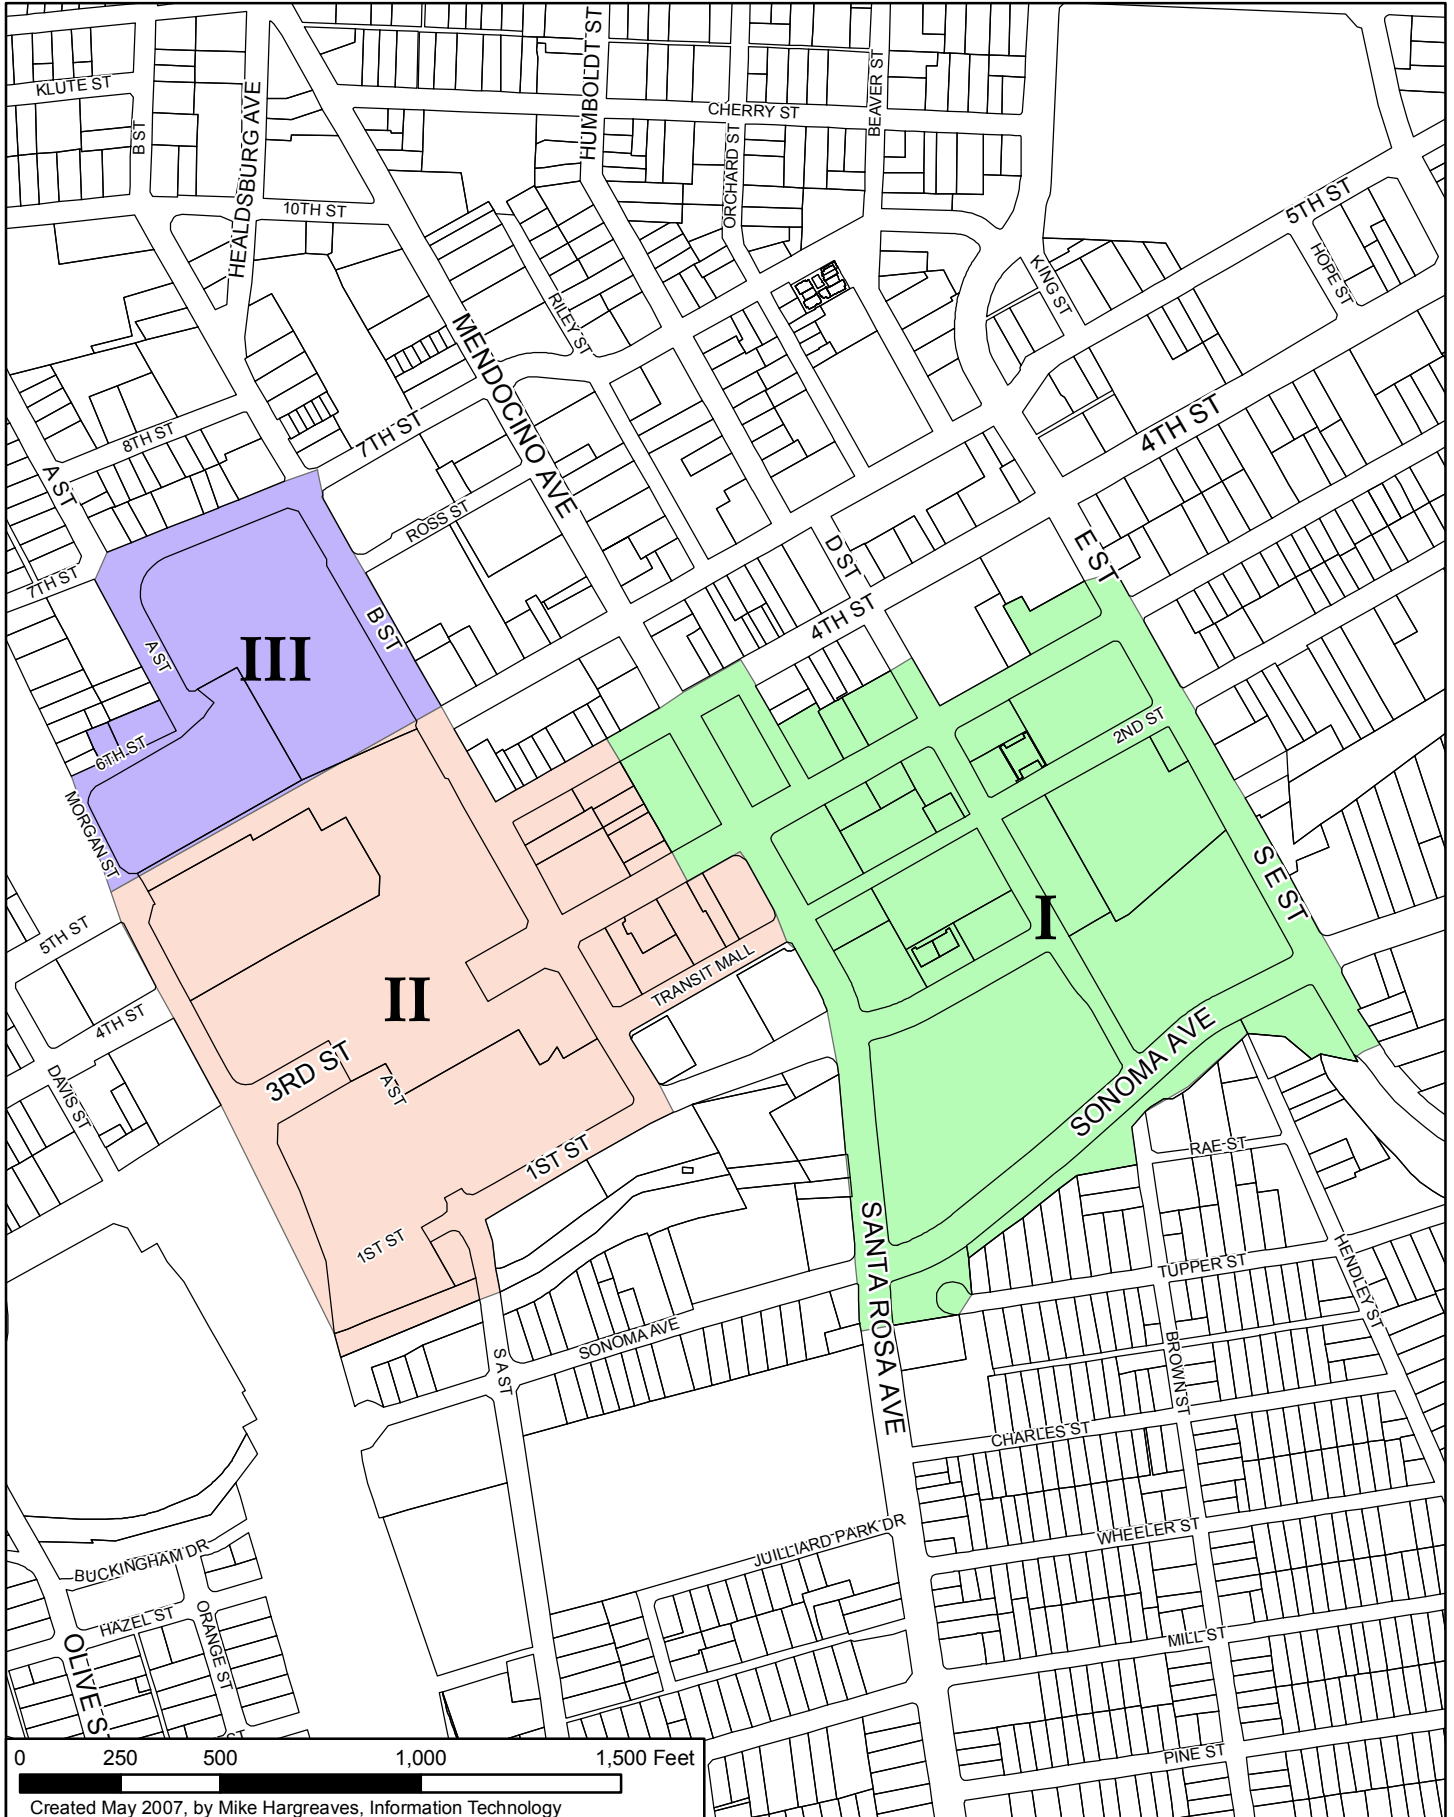 KLUTE ST
B ST
HEALDSBURG AVE
HUMBOLDT ST
CHERRY ST
ORCHARD ST
BEAVER ST
10TH ST
5TH ST
HOPE ST
KING ST
RILEY ST
MENDOCINO AVE
8TH ST
7TH ST
A ST
4TH ST
ROSS ST
7TH ST
D ST
E ST
4TH ST
B ST
A ST
III
6TH ST
MORGAN ST
2ND ST
S E ST
I
5TH ST
4TH ST
DAVIS ST
II
TRANSIT MALL
3RD ST
A ST
SONOMA AVE
RAE ST
1ST ST
1ST ST
SANTA ROSA AVE
TUPPER ST
HENDLEY ST
SONOMA AVE
S A ST
BROWN ST
CHARLES ST
JUILLIARD PARK DR
WHEELER ST
BUCKINGHAM DR
HAZEL ST
ORANGE ST
OLIVE S
MILL ST
ST
PINE ST
0 250 500 1,000 1,500 Feet
Created May 2007, by Mike Hargreaves, Information Technology